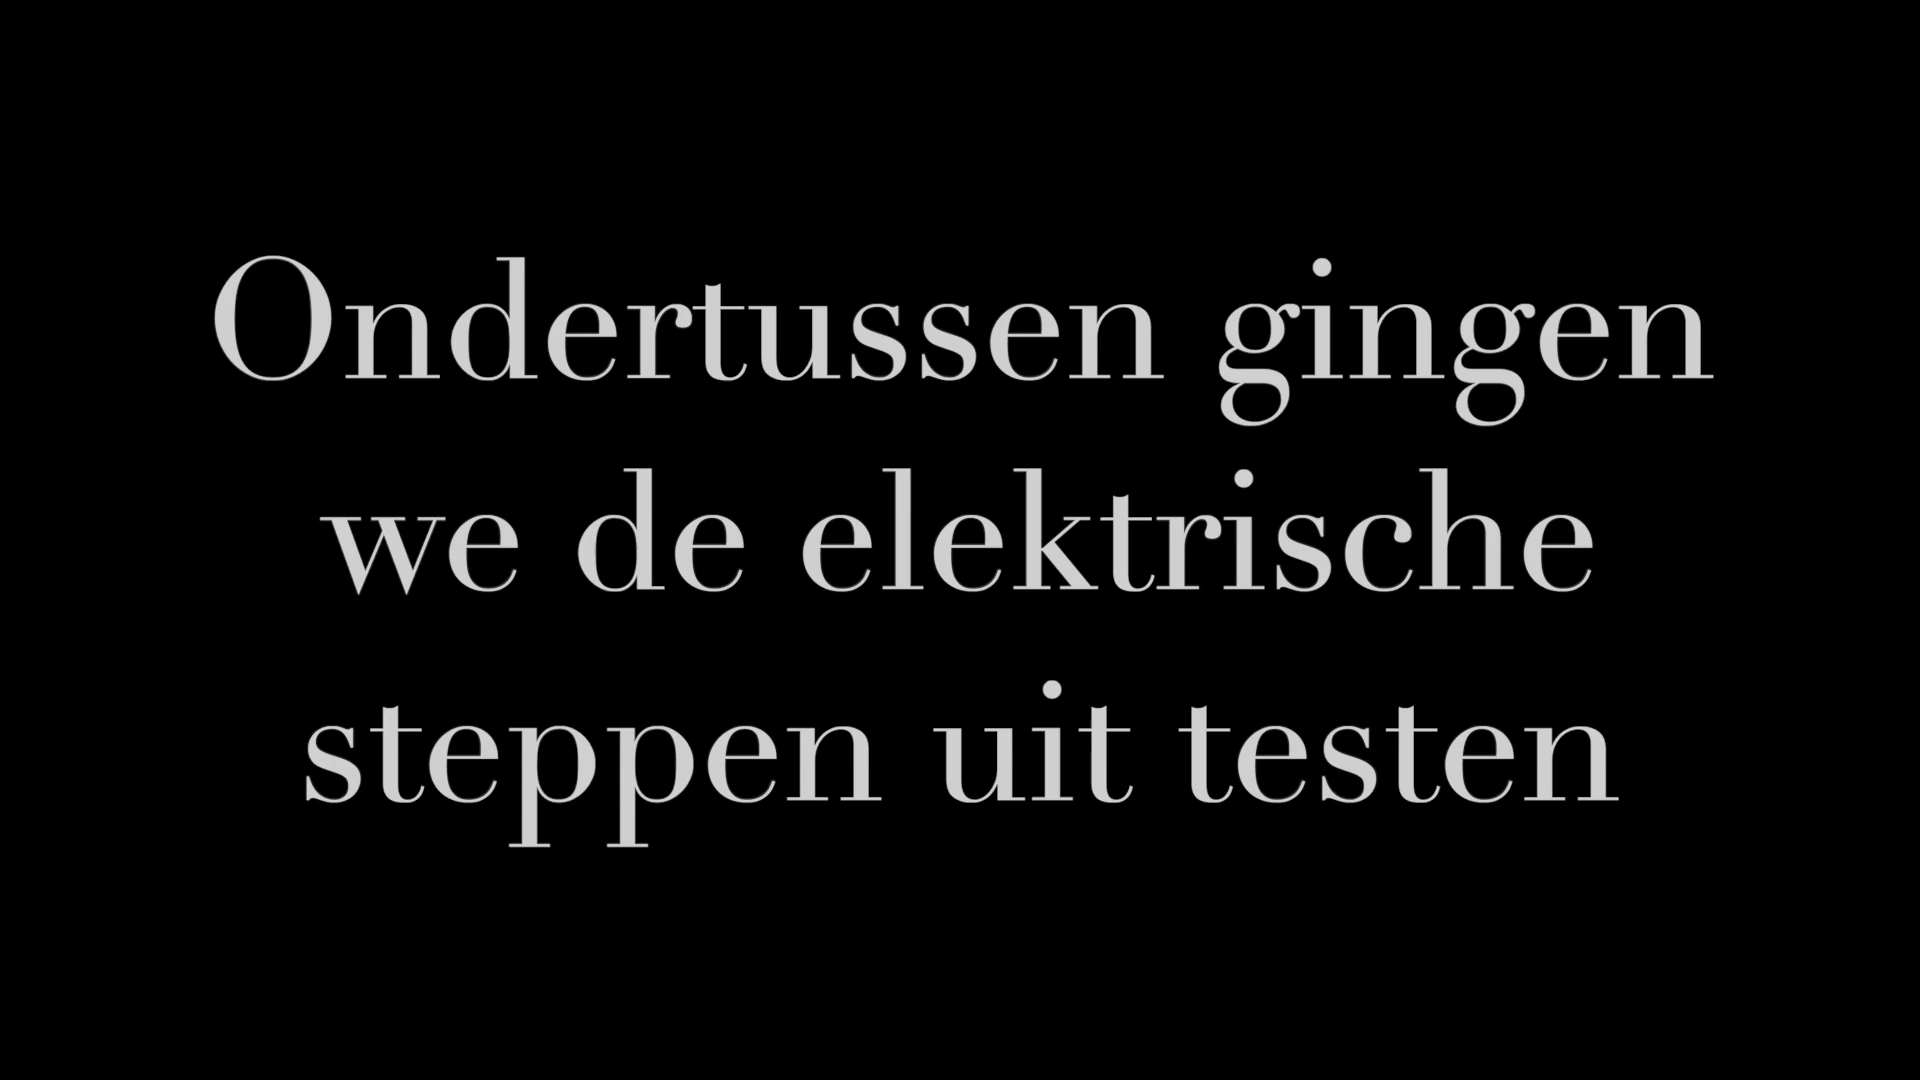 Ondertussen gingen
we de elektrische
steppen uit testen